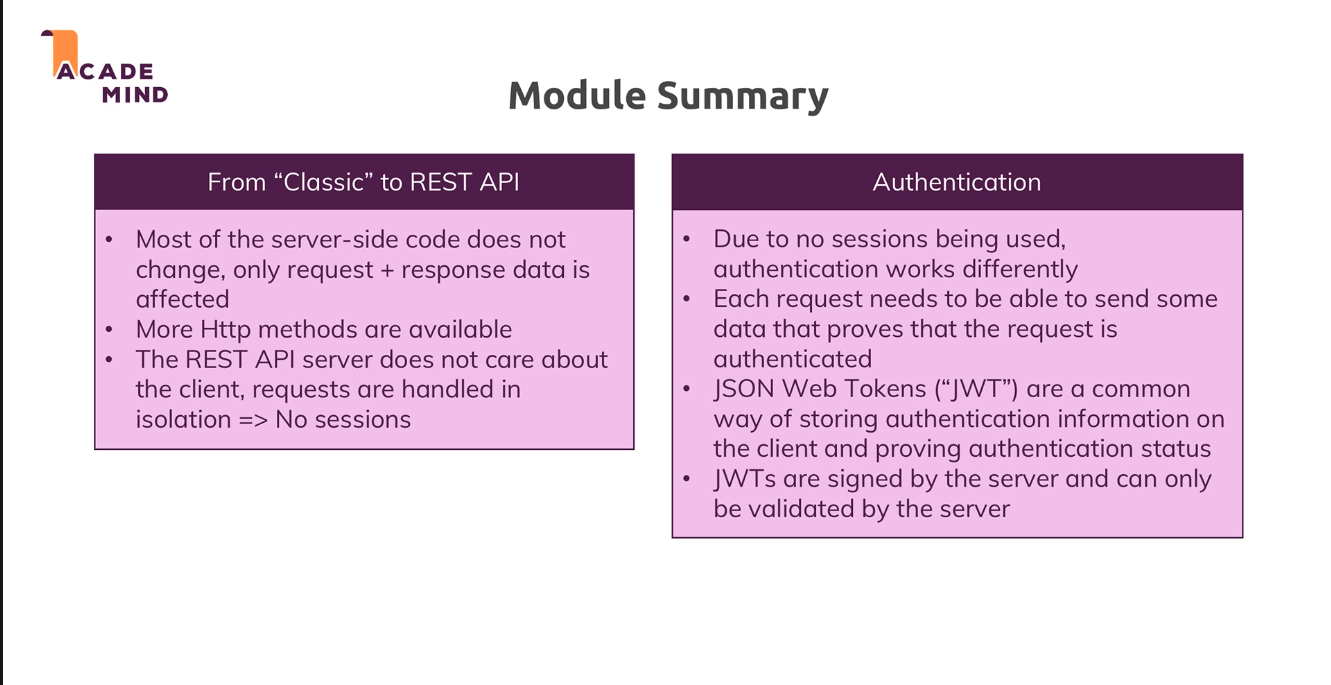 ACADE
MIND
Module Summary
From “Classic” to REST API
• Most of the server-side code does not
change, only request + response data is
affected
• More Http methods are available
• The REST API server does not care about
the client, requests are handled in
isolation => No sessions
Authentication
• Due to no sessions being used,
authentication works differently
• Each request needs to be able to send some
data that proves that the request is
authenticated
• JSON Web Tokens (“JWT”) are a common
way of storing authentication information on
the client and proving authentication status
• JWTs are signed by the server and can only
be validated by the server